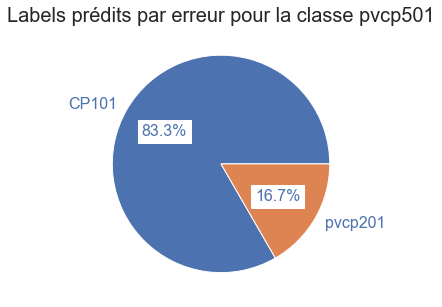 Labels prédits par erreur pour la classe pvcp501
CP101
83.3%
16.7%
pvcp201